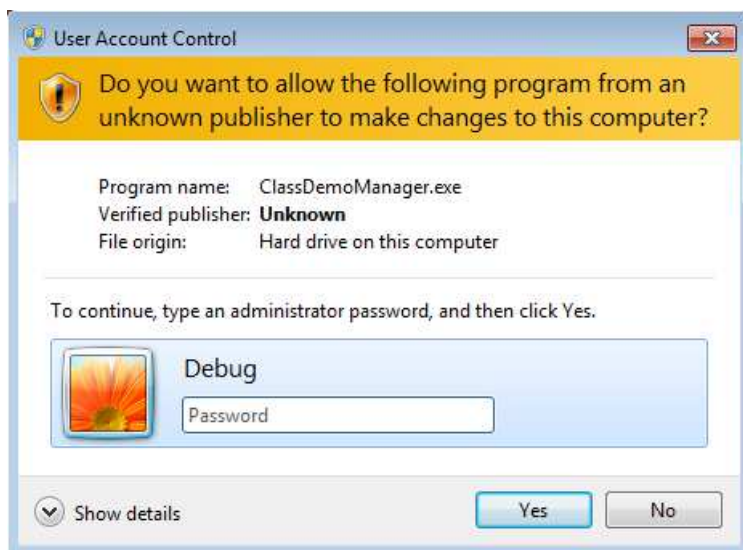 User Account Control
Do you want to allow the following program from an
unknown publisher to make changes to this computer?
Program name: ClassDemoManager.exe
Verified publisher: Unknown
File origin: Hard drive on this computer
To continue, type an administrator password, and then click Yes.
Debug
Password
Show details Yes No